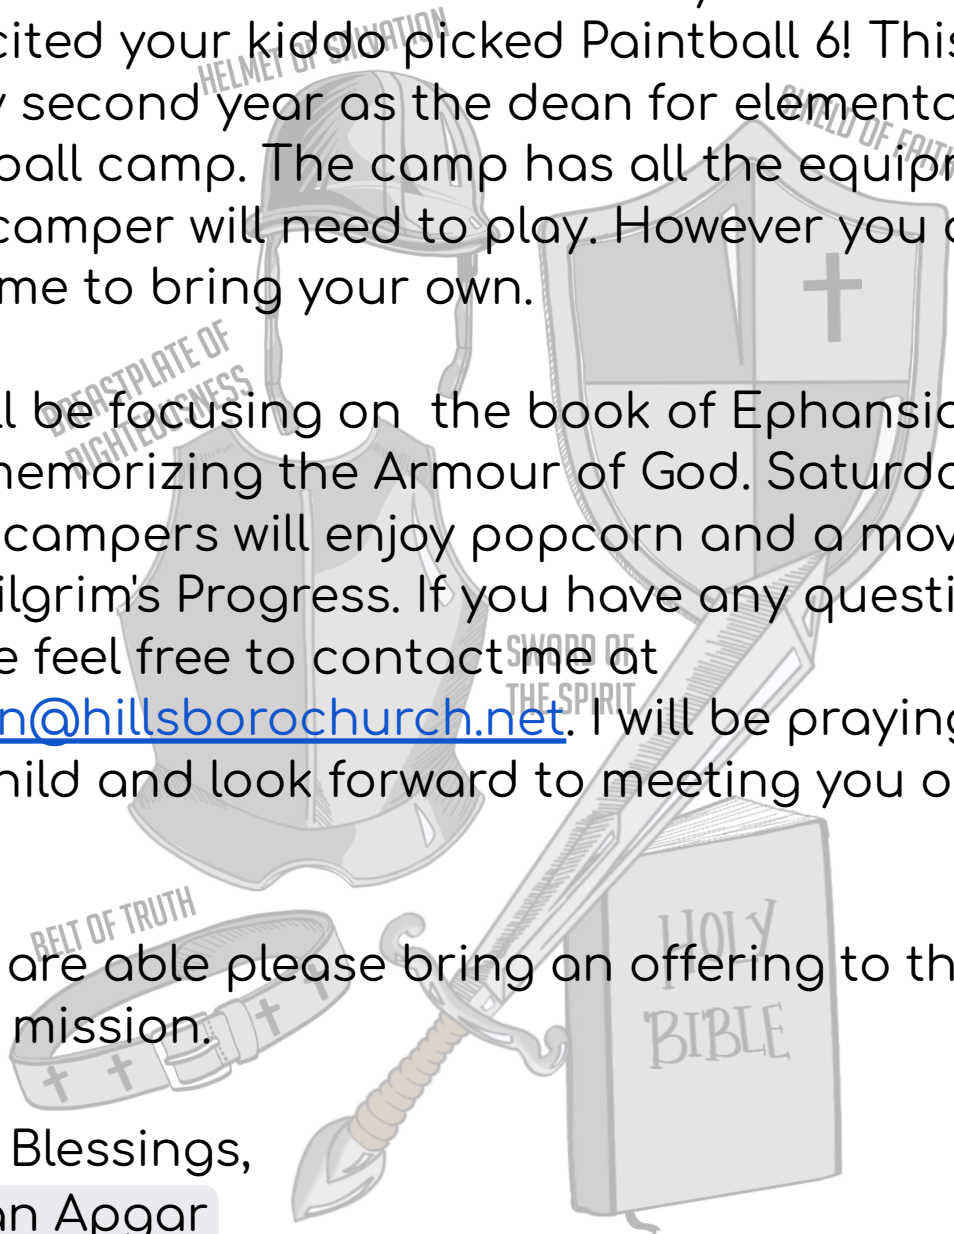 cited your kiddo picked Paintball 6! This
second year as the dean for elementa
ball camp. The camp has all the equip
camper will need to play. However you
me to bring your own.
ll be focusing on the book of Ephansia
memorizing the Armour of God. Saturda
campers will enjoy popcorn and a mov
ilgrim's Progress. If you have any questi
e feel free to contact me at
n@hillsborochurch.net. I will be praying
hild and look forward to meeting you o
are able please bring an offering to th
mission.
Blessings,
an Apgar
HELMET OF SALVATION
SHIELD OF FAITH
BREASTPLATE OF
RIGHTEOUSNESS
SWORD OF
THE SPIRIT
BELT OF TRUTH
HOLY
BIBLE